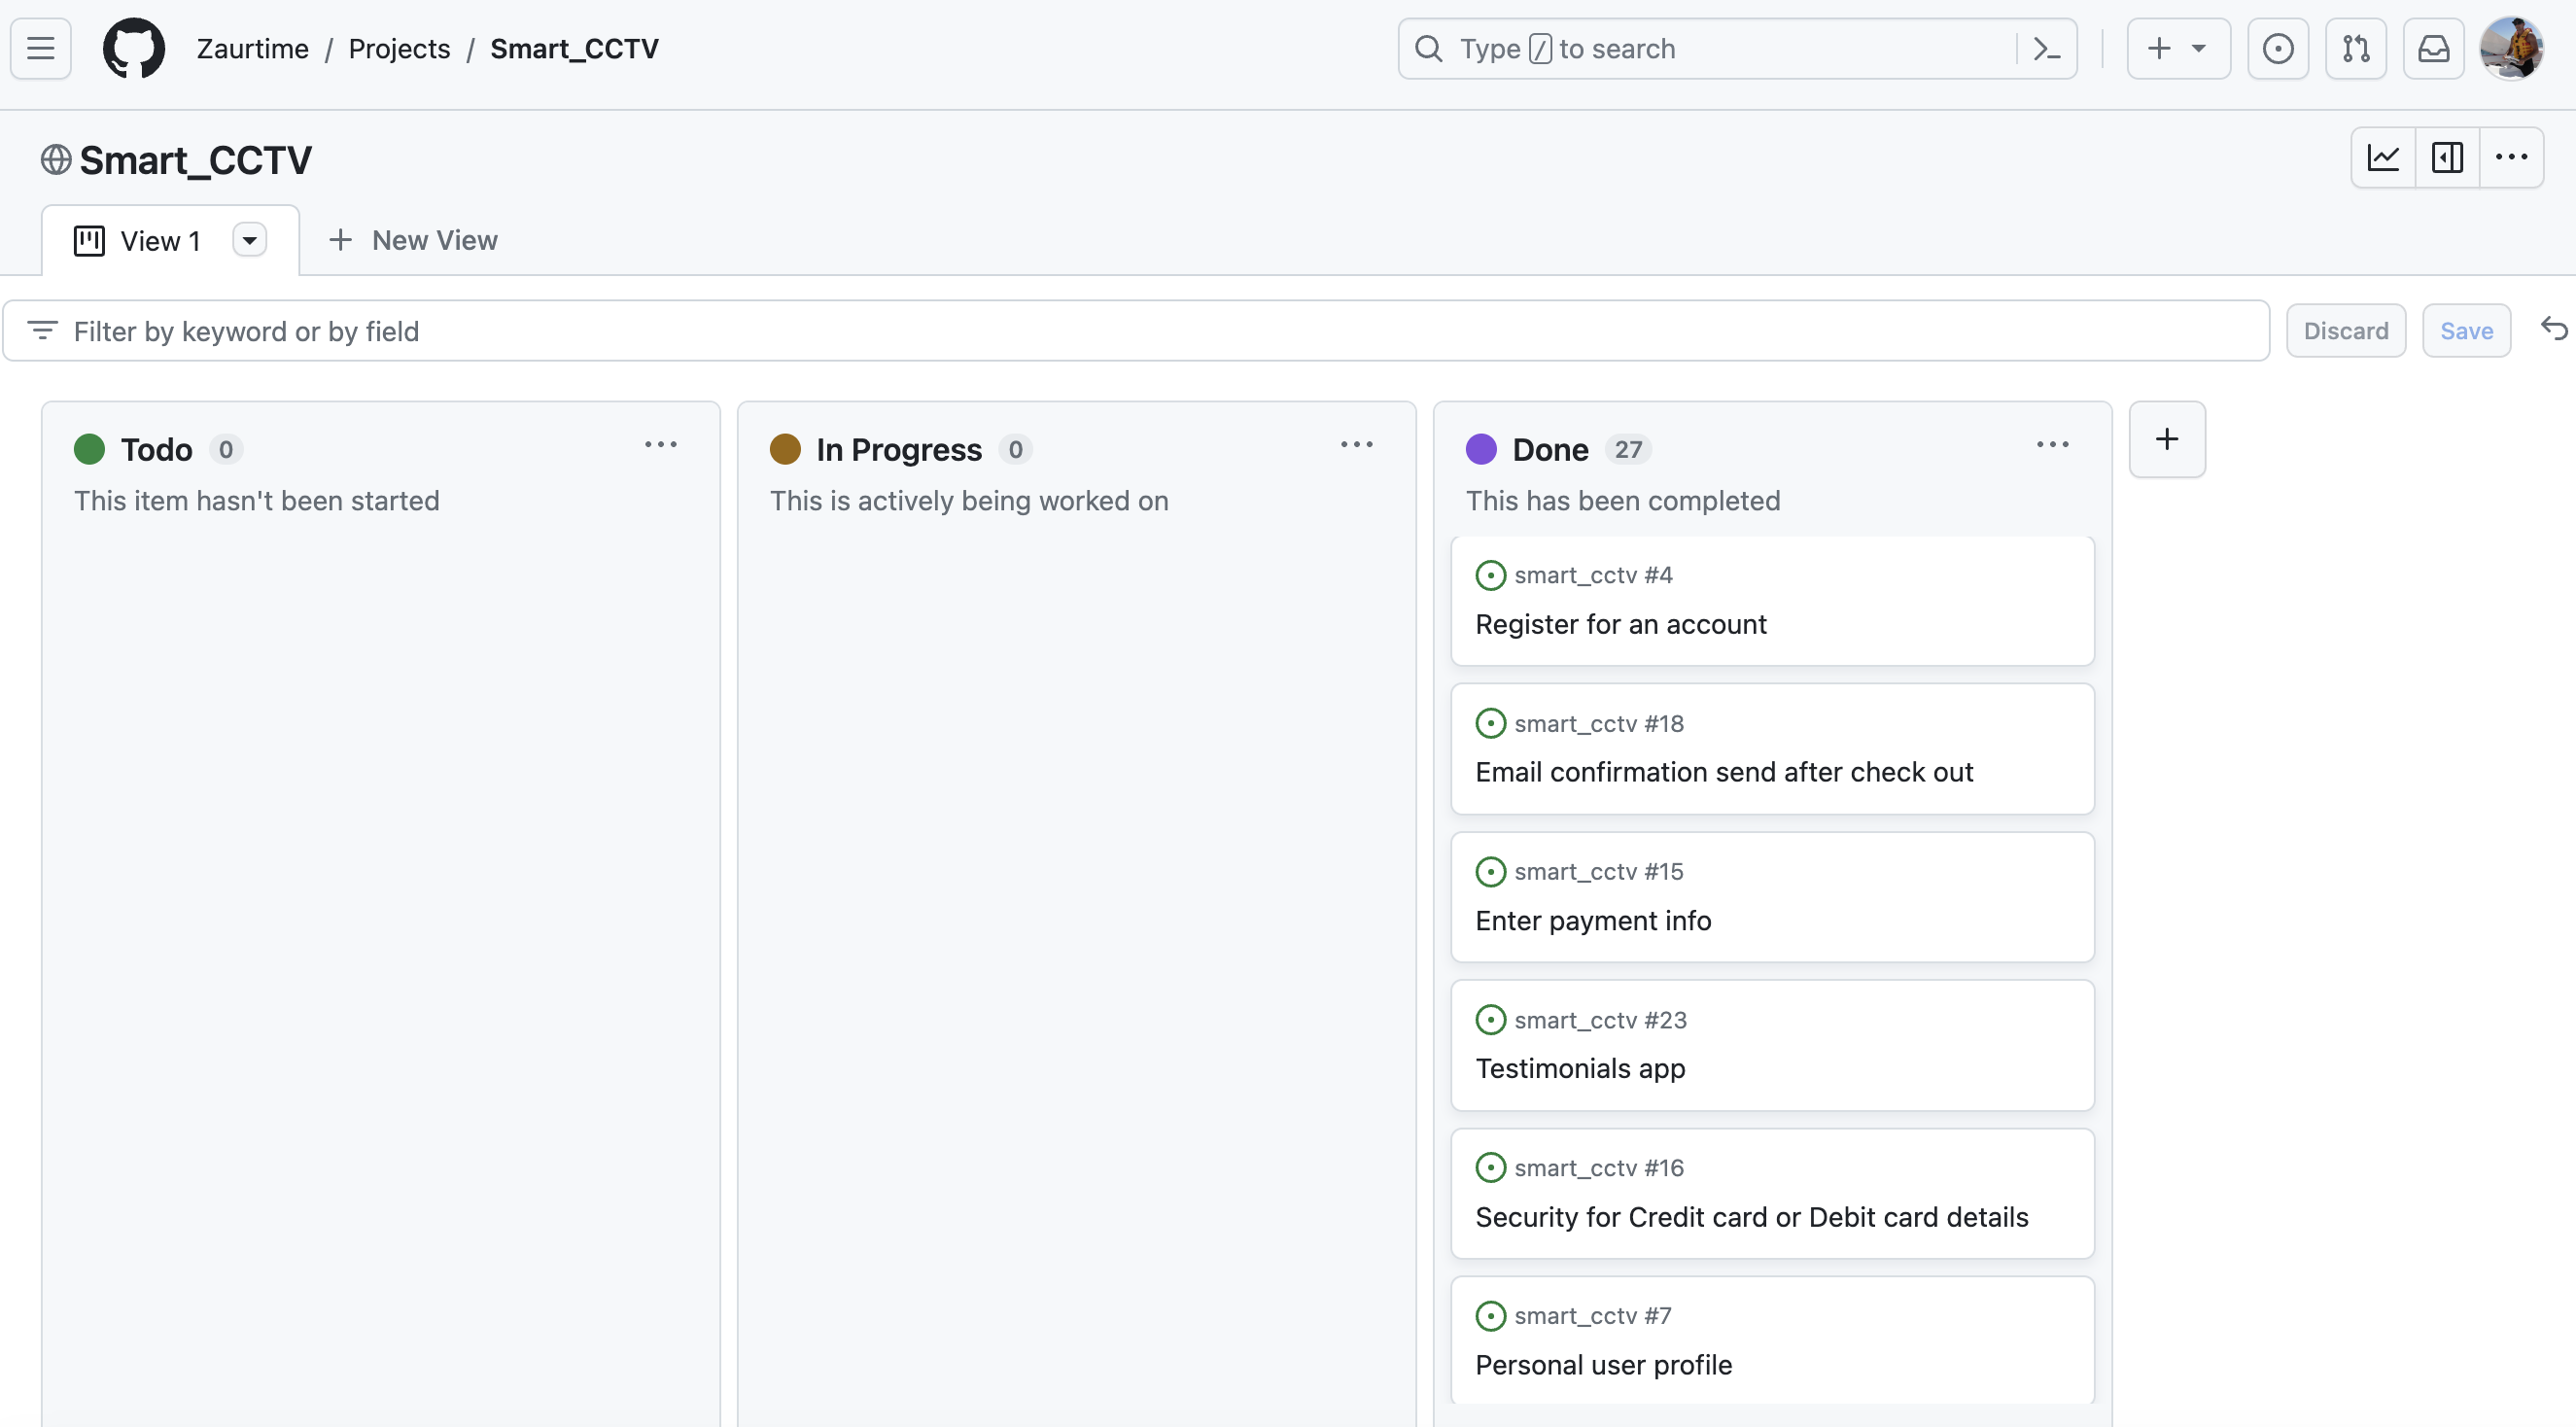 Zaurtime / Projects / Smart_CCTV
Type / to search
Smart_CCTV
View 1
New View
Filter by keyword or by field
Discard
Save
Todo 0
This item hasn't been started
In Progress 0
This is actively being worked on
Done 27
This has been completed
smart_cctv #4
Register for an account
smart_cctv #18
Email confirmation send after check out
smart_cctv #15
Enter payment info
smart_cctv #23
Testimonials app
smart_cctv #16
Security for Credit card or Debit card details
smart_cctv #7
Personal user profile